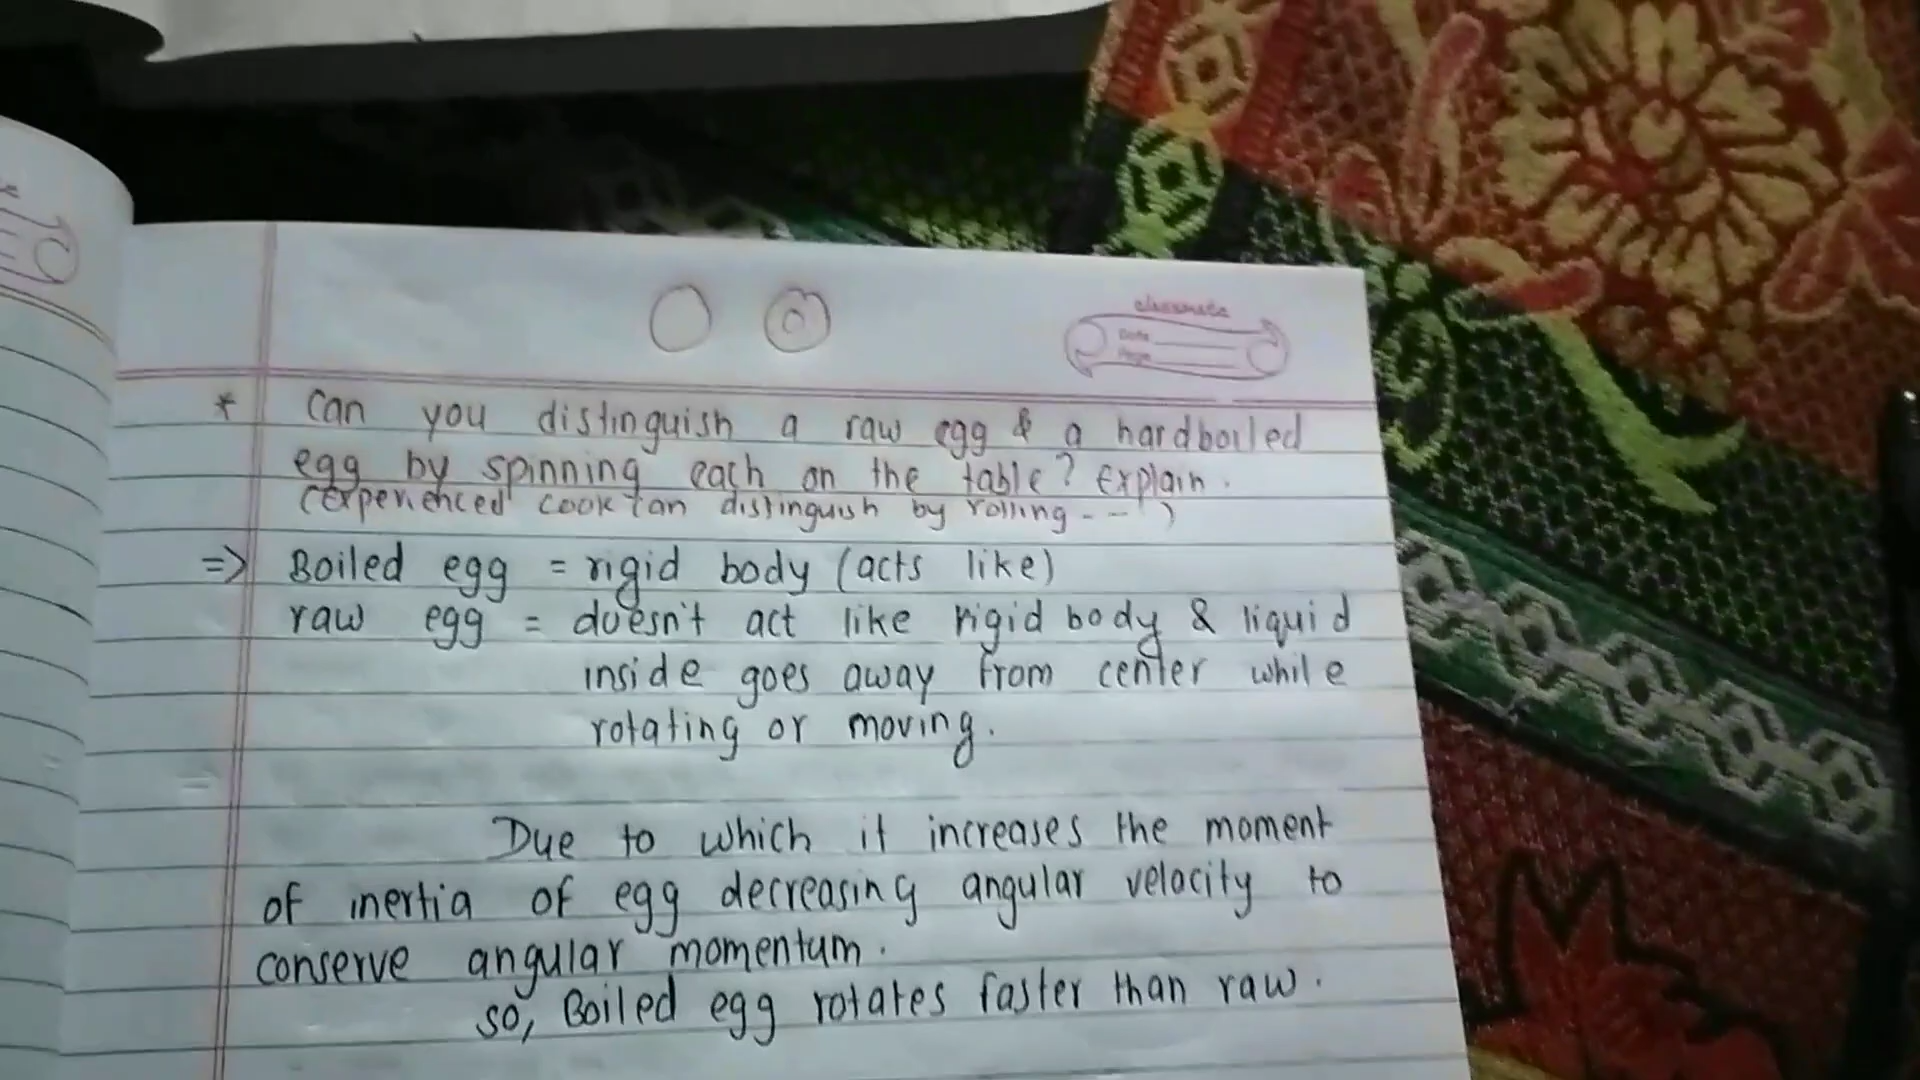 classmate
Date
Page
* Can you distinguish a raw egg & a hardboiled
egg by spinning each on the table? Explain.
(experienced cook can distinguish by rolling - - )
=> Boiled egg = rigid body (acts like)
raw egg = doesn't act like rigid body & liquid
inside goes away from center while
rotating or moving.
Due to which it increases the moment
of inertia of egg decreasing angular velocity to
conserve angular momentum.
so, Boiled egg rotates faster than raw.